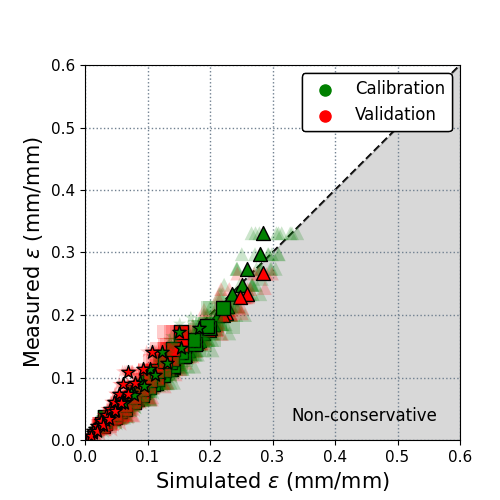 0.6
0.5
0.4
0.3
0.2
0.1
0.0
0.0 0.1 0.2 0.3 0.4 0.5 0.6
Measured ε (mm/mm)
Simulated ε (mm/mm)
Calibration
Validation
Non-conservative